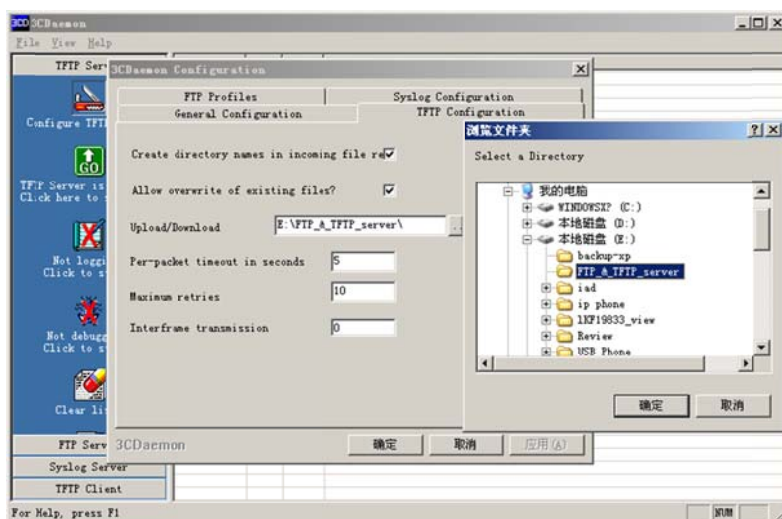 3CDaemon
File View Help
TFTP Ser
Configure TFT
TFTP Server is
Click here to s
Not loggi
Click to s
Not debugg
Click to s
Clear li
FTP Serv
Syslog Server
TFTP Client
For Help, press F1
NUM
3CDaemon Configuration
FTP Profiles
Syslog Configuration
General Configuration
TFTP Configuration
Create directory names in incoming file re
Allow overwrite of existing files?
Upload/Download
E:\FTP_&_TFTP_server\
..
Per-packet timeout in seconds
5
Maximum retries
10
Interframe transmission
0
3CDaemon
确定
取消
应用(A)
浏览文件夹
Select a Directory
我的电脑
WINDOWSXP (C:)
本地磁盘 (D:)
本地磁盘 (E:)
backup-xp
FTP_&_TFTP_server
iad
ip phone
lKF19833_view
Review
USB Phone
确定
取消